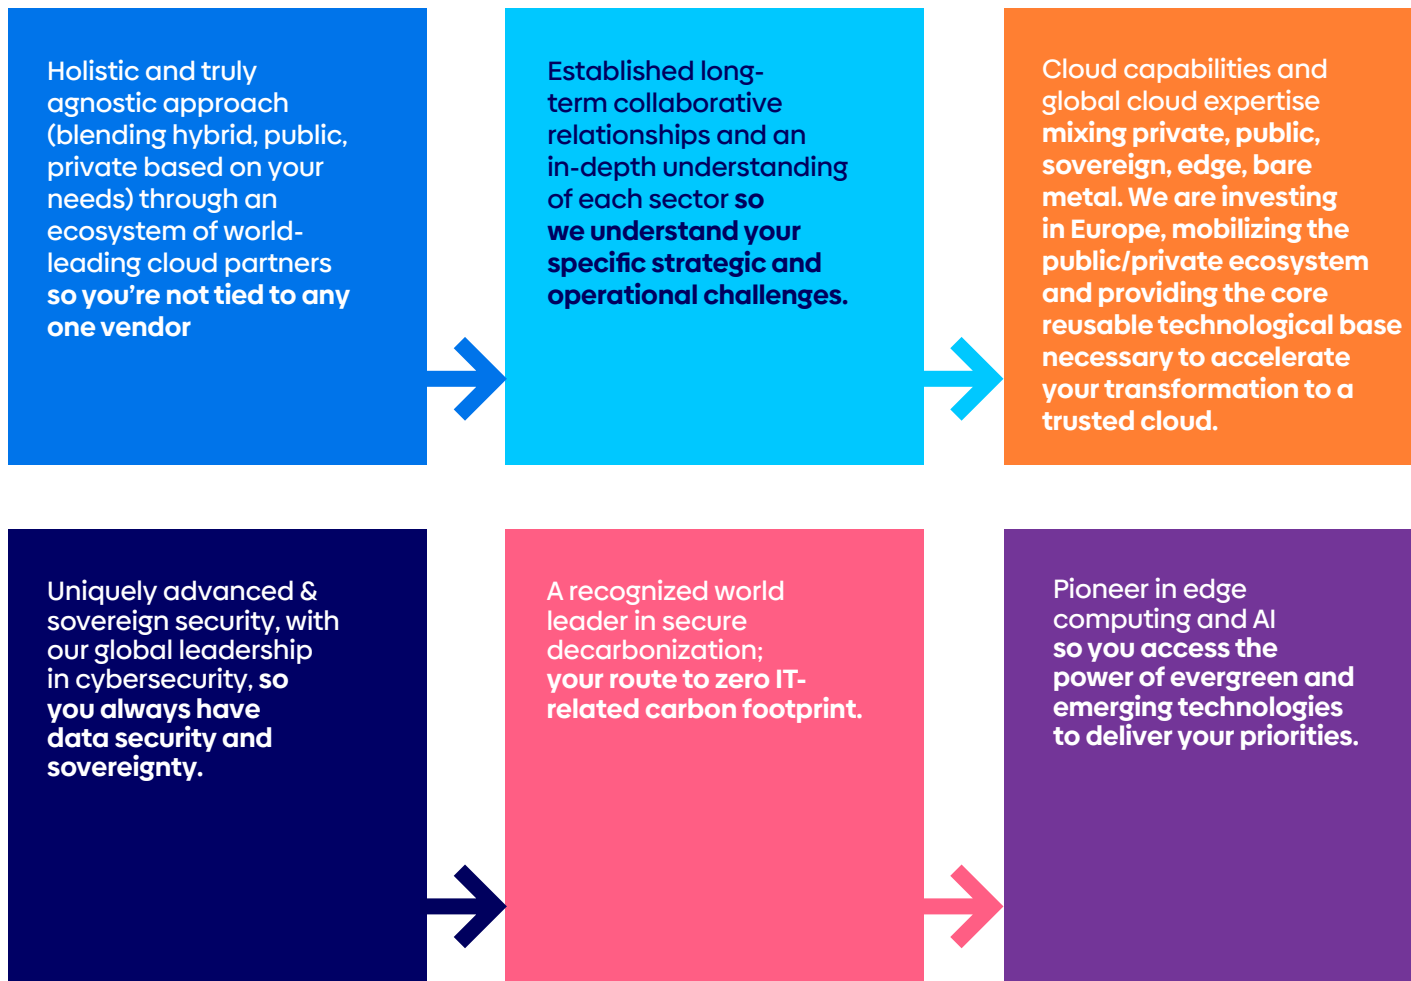 Holistic and truly
agnostic approach
(blending hybrid, public,
private based on your
needs) through an
ecosystem of world-
leading cloud partners
so you’re not tied to any
one vendor
Established long-
term collaborative
relationships and an
in-depth understanding
of each sector so
we understand your
specific strategic and
operational challenges.
Cloud capabilities and
global cloud expertise
mixing private, public,
sovereign, edge, bare
metal. We are investing
in Europe, mobilizing the
public/private ecosystem
and providing the core
reusable technological base
necessary to accelerate
your transformation to a
trusted cloud.
Uniquely advanced &
sovereign security, with
our global leadership
in cybersecurity, so
you always have
data security and
sovereignty.
A recognized world
leader in secure
decarbonization;
your route to zero IT-
related carbon footprint.
Pioneer in edge
computing and AI
so you access the
power of evergreen and
emerging technologies
to deliver your priorities.